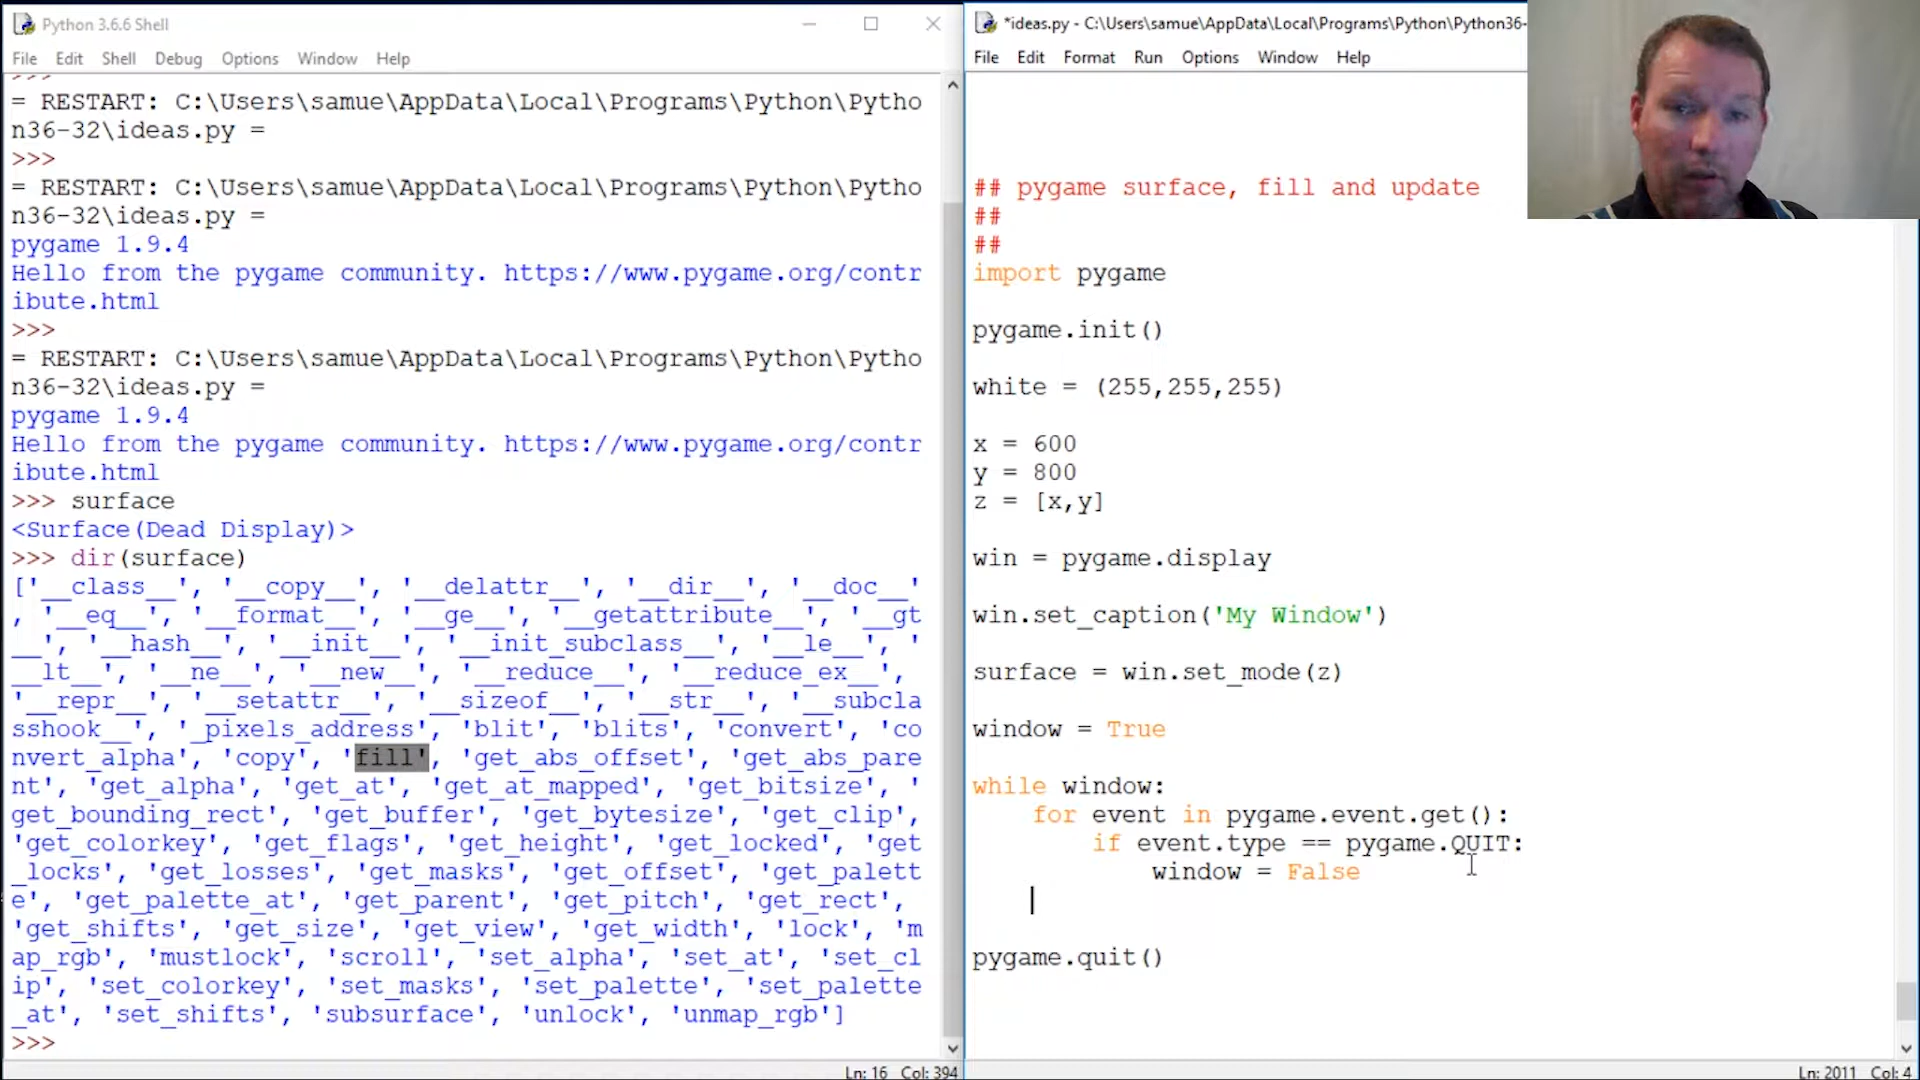 Python 3.6.6 Shell
File Edit Shell Debug Options Window Help
>>>
= RESTART: C:\Users\samue\AppData\Local\Programs\Python\Pytho
n36-32\ideas.py =
>>>
= RESTART: C:\Users\samue\AppData\Local\Programs\Python\Pytho
n36-32\ideas.py =
pygame 1.9.4
Hello from the pygame community. https://www.pygame.org/contr
ibute.html
>>>
= RESTART: C:\Users\samue\AppData\Local\Programs\Python\Pytho
n36-32\ideas.py =
pygame 1.9.4
Hello from the pygame community. https://www.pygame.org/contr
ibute.html
>>> surface
<Surface(Dead Display)>
>>> dir(surface)
['__class__', '__copy__', '__delattr__', '__dir__', '__doc__'
, '__eq__', '__format__', '__ge__', '__getattribute__', '__gt
__', '__hash__', '__init__', '__init_subclass__', '__le__', '
__lt__', '__ne__', '__new__', '__reduce__', '__reduce_ex__',
'__repr__', '__setattr__', '__sizeof__', '__str__', '__subcla
sshook__', '_pixels_address', 'blit', 'blits', 'convert', 'co
nvert_alpha', 'copy', 'fill', 'get_abs_offset', 'get_abs_pare
nt', 'get_alpha', 'get_at', 'get_at_mapped', 'get_bitsize', '
get_bounding_rect', 'get_buffer', 'get_bytesize', 'get_clip',
'get_colorkey', 'get_flags', 'get_height', 'get_locked', 'get
_locks', 'get_losses', 'get_masks', 'get_offset', 'get_palett
e', 'get_palette_at', 'get_parent', 'get_pitch', 'get_rect',
'get_shifts', 'get_size', 'get_view', 'get_width', 'lock', 'm
ap_rgb', 'mustlock', 'scroll', 'set_alpha', 'set_at', 'set_cl
ip', 'set_colorkey', 'set_masks', 'set_palette', 'set_palette
_at', 'set_shifts', 'subsurface', 'unlock', 'unmap_rgb']
>>>
Ln: 16 Col: 394
*ideas.py - C:\Users\samue\AppData\Local\Programs\Python\Python36-
File Edit Format Run Options Window Help
## pygame surface, fill and update
##
##
import pygame
pygame.init()
white = (255,255,255)
x = 600
y = 800
z = [x,y]
win = pygame.display
win.set_caption('My Window')
surface = win.set_mode(z)
window = True
while window:
for event in pygame.event.get():
if event.type == pygame.QUIT:
window = False
pygame.quit()
Ln: 2011 Col: 4